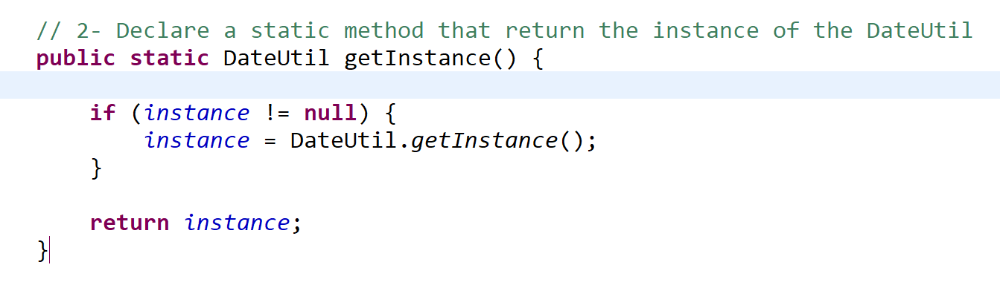 // 2- Declare a static method that return the instance of the DateUtil
public static DateUtil getInstance() {
if (instance != null) {
instance = DateUtil.getInstance();
}
return instance;
}